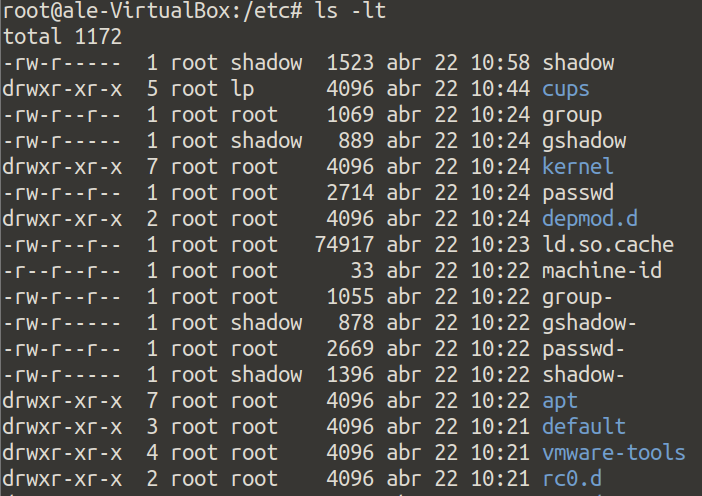 root@ale-VirtualBox:/etc# ls -lt
total 1172
-rw-r-----  1 root shadow  1523 abr 22 10:58 shadow
drwxr-xr-x  5 root lp      4096 abr 22 10:44 cups
-rw-r--r--  1 root root    1069 abr 22 10:24 group
-rw-r-----  1 root shadow   889 abr 22 10:24 gshadow
drwxr-xr-x  7 root root    4096 abr 22 10:24 kernel
-rw-r--r--  1 root root    2714 abr 22 10:24 passwd
drwxr-xr-x  2 root root    4096 abr 22 10:24 depmod.d
-rw-r--r--  1 root root   74917 abr 22 10:23 ld.so.cache
-r--r--r--  1 root root      33 abr 22 10:22 machine-id
-rw-r--r--  1 root root    1055 abr 22 10:22 group-
-rw-r-----  1 root shadow   878 abr 22 10:22 gshadow-
-rw-r--r--  1 root root    2669 abr 22 10:22 passwd-
-rw-r-----  1 root shadow  1396 abr 22 10:22 shadow-
drwxr-xr-x  7 root root    4096 abr 22 10:22 apt
drwxr-xr-x  3 root root    4096 abr 22 10:21 default
drwxr-xr-x  4 root root    4096 abr 22 10:21 vmware-tools
drwxr-xr-x  2 root root    4096 abr 22 10:21 rc0.d